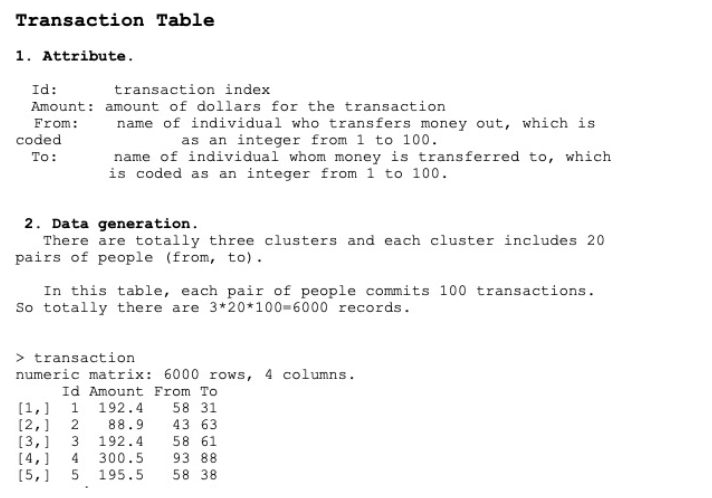 Transaction Table
1. Attribute.
Id: transaction index
Amount: amount of dollars for the transaction
From: name of individual who transfers money out, which is
coded as an integer from 1 to 100.
To: name of individual whom money is transferred to, which
is coded as an integer from 1 to 100.
2. Data generation.
There are totally three clusters and each cluster includes 20
pairs of people (from, to).
In this table, each pair of people commits 100 transactions.
So totally there are 3*20*100=6000 records.
> transaction
numeric matrix: 6000 rows, 4 columns.
Id Amount From To
[1,] 1 192.4 58 31
[2,] 2 88.9 43 63
[3,] 3 192.4 58 61
[4,] 4 300.5 93 88
[5,] 5 195.5 58 38